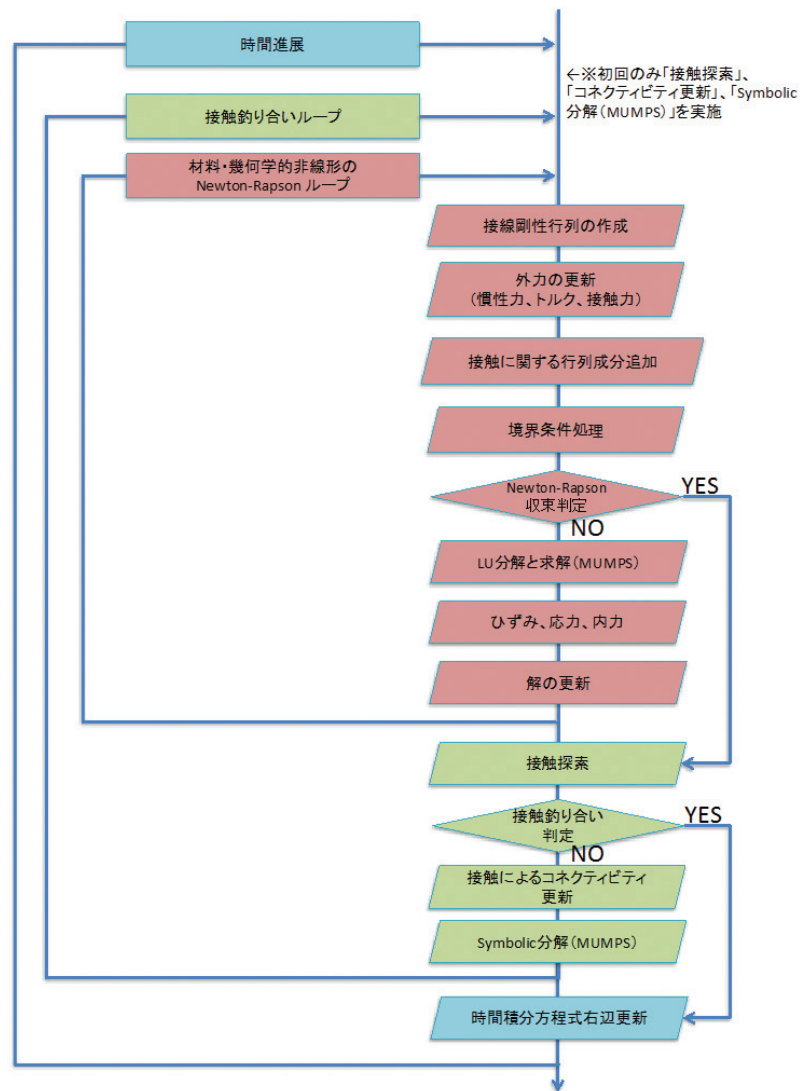 時間進展
←※初回のみ「接触探索」、
「コネクティビティ更新」、「Symbolic
分解(MUMPS)」を実施
接触釣り合いループ
材料・幾何学的非線形の
Newton-Rapson ループ
接線剛性行列の作成
外力の更新
(慣性力、トルク、接触力)
接触に関する行列成分追加
境界条件処理
Newton-Rapson
収束判定
YES
NO
LU分解と求解(MUMPS)
ひずみ、応力、内力
解の更新
接触探索
接触釣り合い
判定
YES
NO
接触によるコネクティビティ
更新
Symbolic分解(MUMPS)
時間積分方程式右辺更新